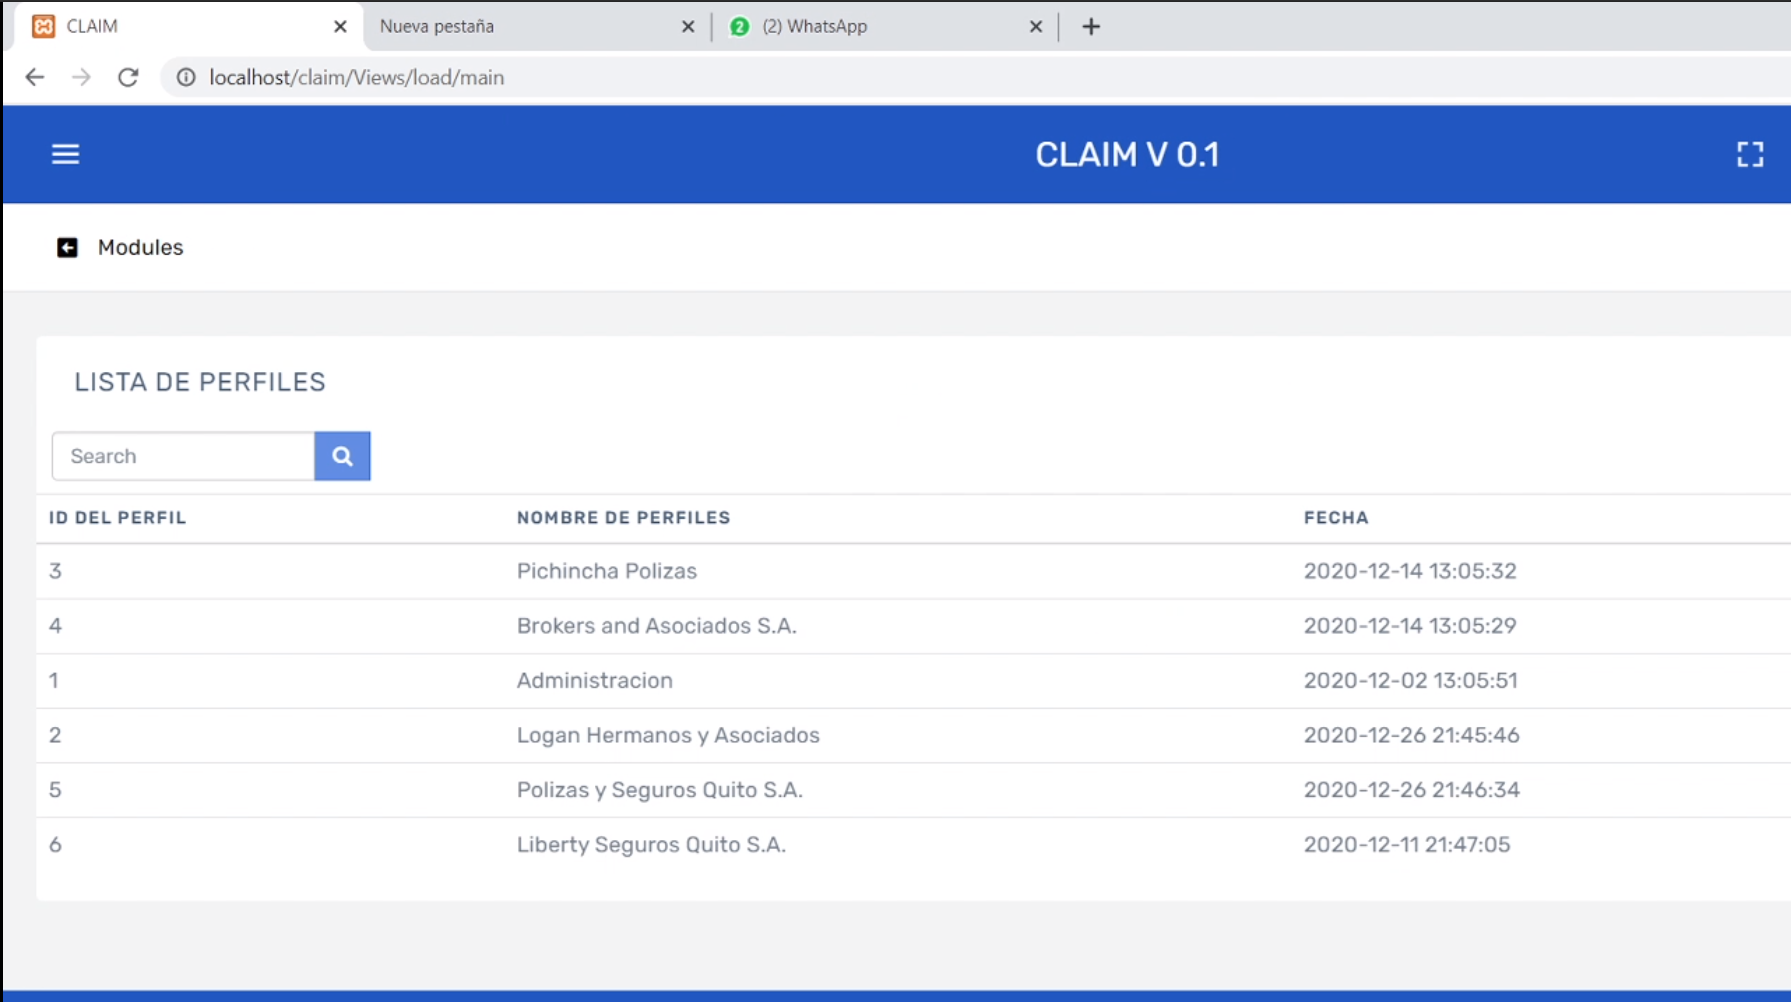 CLAIM
Nueva pestaña
2 (2) WhatsApp
localhost/claim/Views/load/main
CLAIM V 0.1
Modules
LISTA DE PERFILES
Search
ID DEL PERFIL NOMBRE DE PERFILES FECHA
3 Pichincha Polizas 2020-12-14 13:05:32
4 Brokers and Asociados S.A. 2020-12-14 13:05:29
1 Administracion 2020-12-02 13:05:51
2 Logan Hermanos y Asociados 2020-12-26 21:45:46
5 Polizas y Seguros Quito S.A. 2020-12-26 21:46:34
6 Liberty Seguros Quito S.A. 2020-12-11 21:47:05